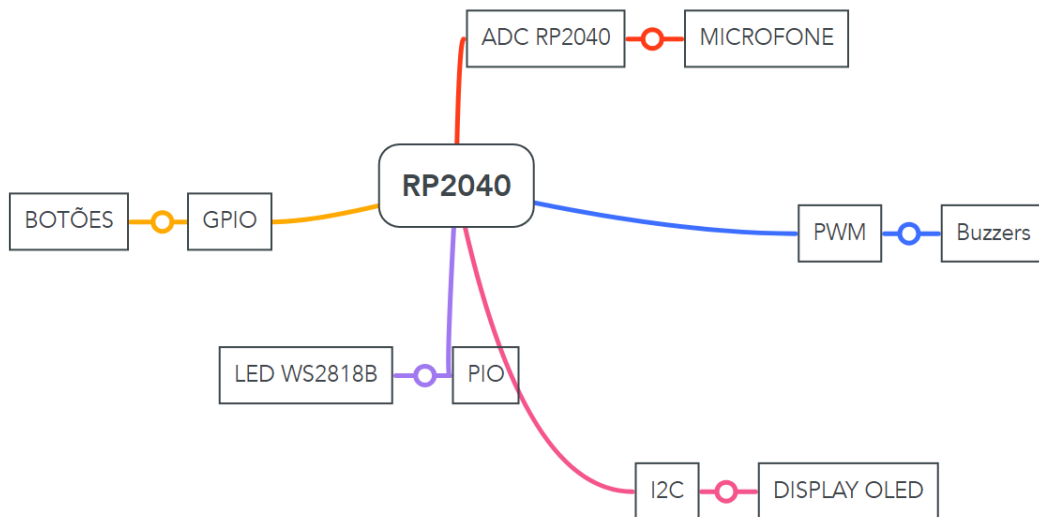 ADC RP2040
MICROFONE
RP2040
BOTÕES
GPIO
PWM
Buzzers
LED WS2818B
PIO
I2C
DISPLAY OLED